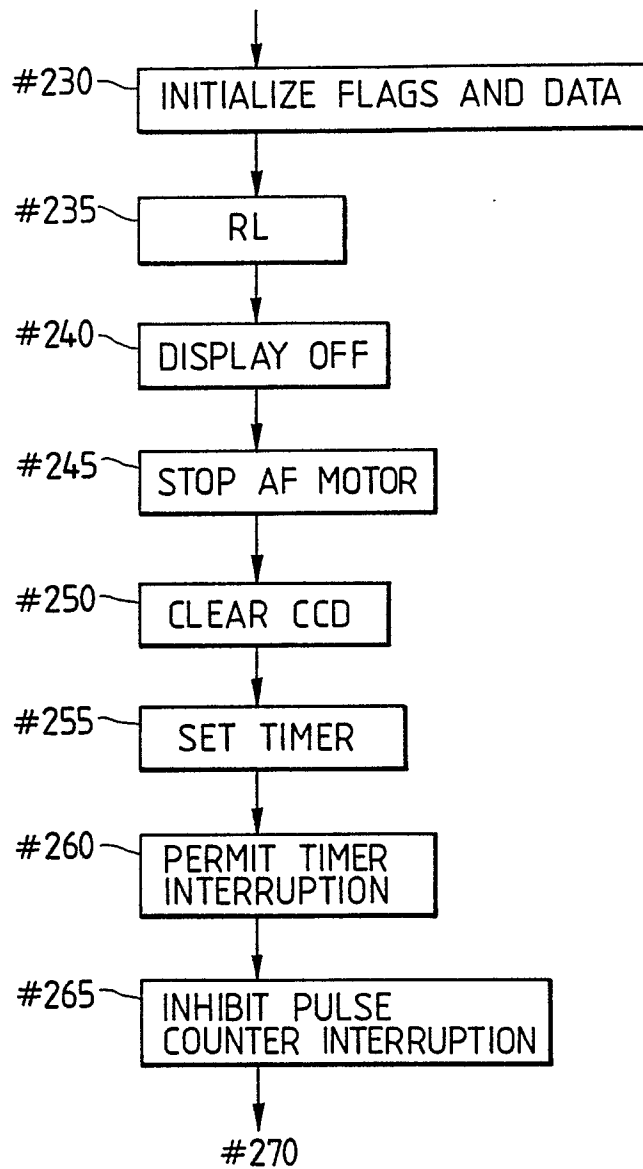 #230
INITIALIZE FLAGS AND DATA
#235
RL
#240
DISPLAY OFF
#245
STOP AF MOTOR
#250
CLEAR CCD
#255
SET TIMER
#260
PERMIT TIMER
INTERRUPTION
#265
INHIBIT PULSE
COUNTER INTERRUPTION
#270